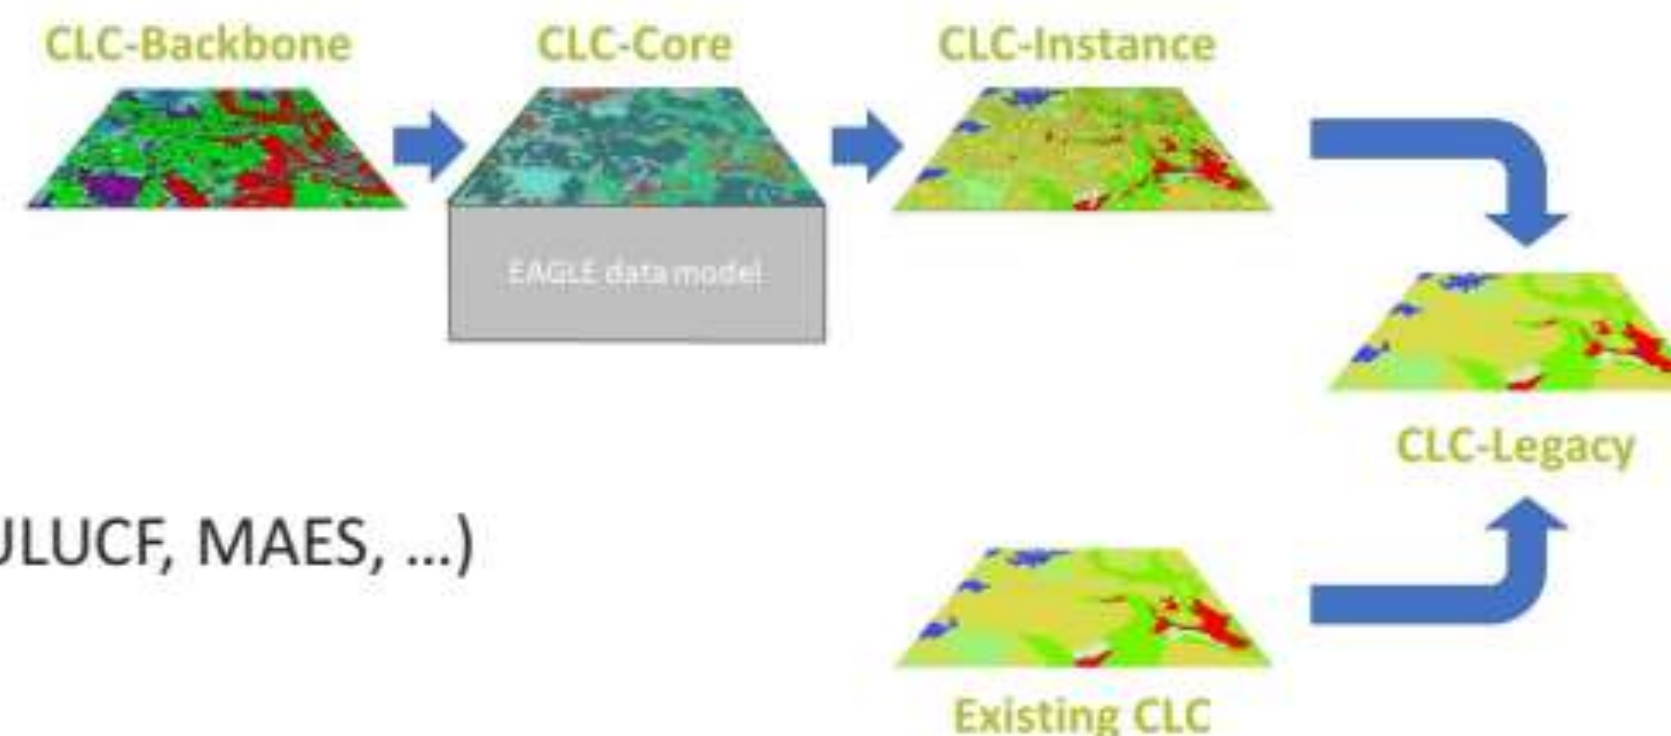 CLC-Backbone
CLC-Core
CLC-Instance
EAGLE data model
CLC-Legacy
ULUCF, MAES, ...)
Existing CLC